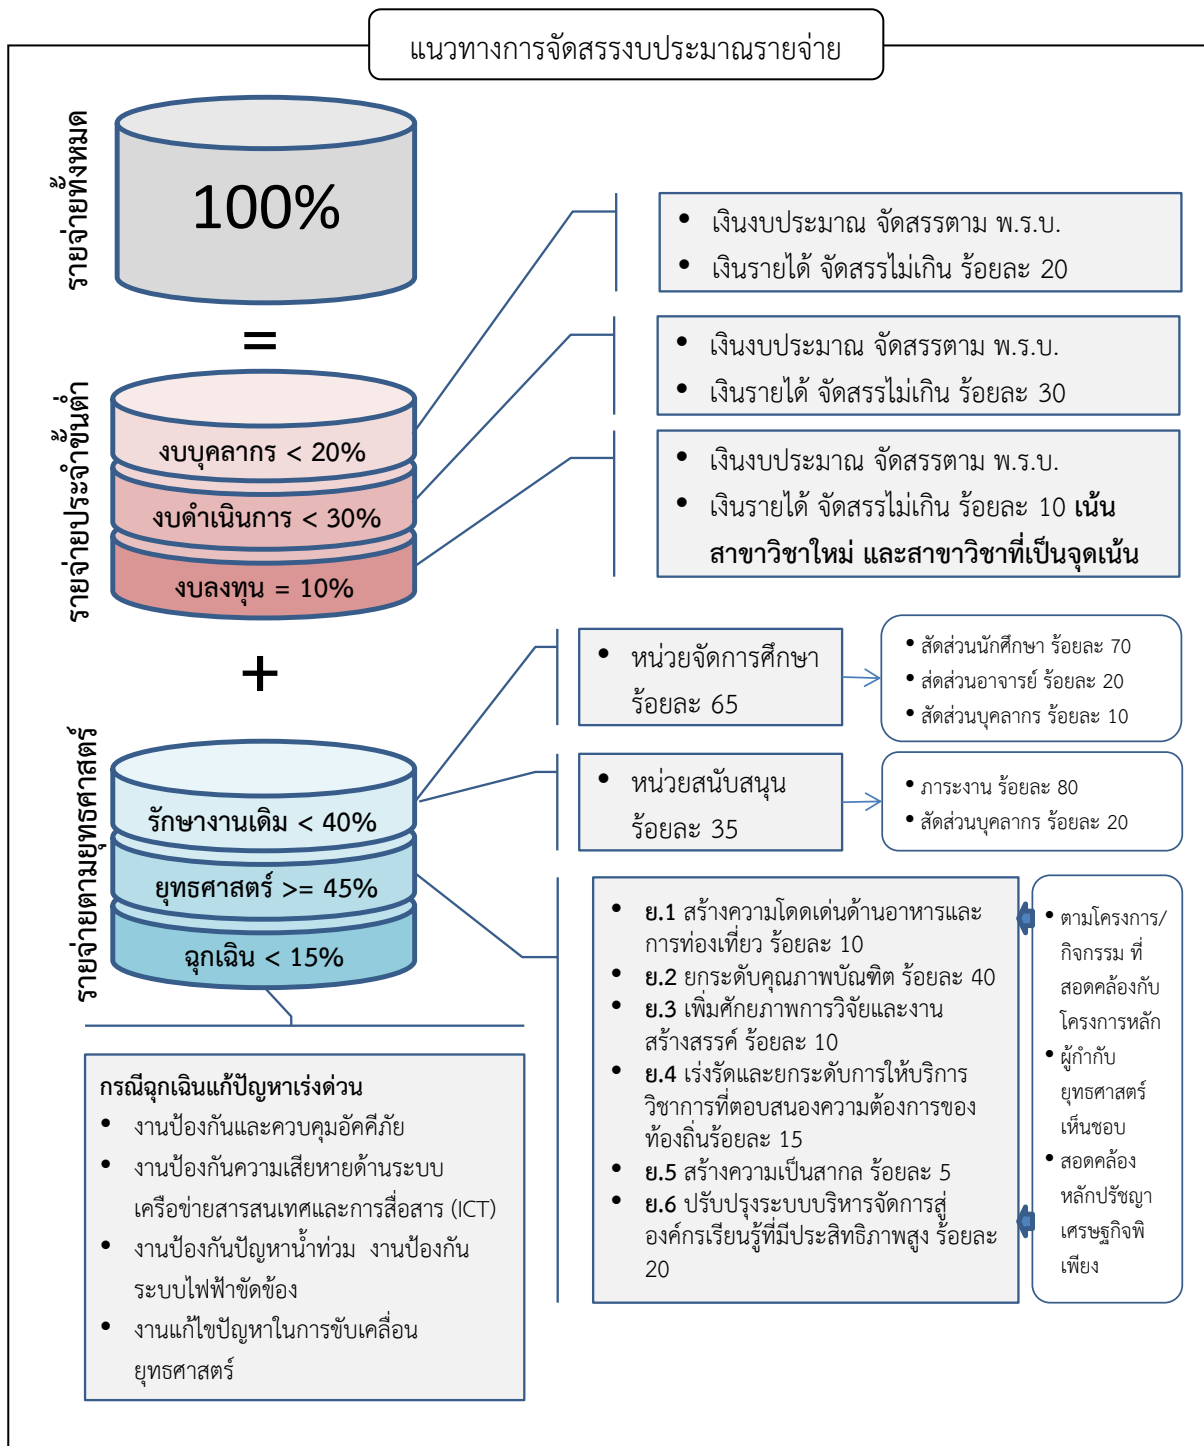 แนวทางการจัดสรรงบประมาณรายจ่าย
รายจ่ายทั้งหมด
100%
=
รายจ่ายประจำขั้นต่ำ
งบบุคลากร < 20%
งบดำเนินการ < 30%
งบลงทุน = 10%
• เงินงบประมาณ จัดสรรตาม พ.ร.บ.
• เงินรายได้ จัดสรรไม่เกิน ร้อยละ 20
• เงินงบประมาณ จัดสรรตาม พ.ร.บ.
• เงินรายได้ จัดสรรไม่เกิน ร้อยละ 30
• เงินงบประมาณ จัดสรรตาม พ.ร.บ.
• เงินรายได้ จัดสรรไม่เกิน ร้อยละ 10 เน้น
สาขาวิชาใหม่ และสาขาวิชาที่เป็นจุดเน้น
+
รายจ่ายตามยุทธศาสตร์
รักษางานเดิม < 40%
ยุทธศาสตร์ >= 45%
ฉุกเฉิน < 15%
• หน่วยจัดการศึกษา
ร้อยละ 65
• สัดส่วนนักศึกษา ร้อยละ 70
• ส่ดส่วนอาจารย์ ร้อยละ 20
• สัดส่วนบุคลากร ร้อยละ 10
• หน่วยสนับสนุน
ร้อยละ 35
• ภาระงาน ร้อยละ 80
• สัดส่วนบุคลากร ร้อยละ 20
• ย.1 สร้างความโดดเด่นด้านอาหารและ
การท่องเที่ยว ร้อยละ 10
• ย.2 ยกระดับคุณภาพบัณฑิต ร้อยละ 40
• ย.3 เพิ่มศักยภาพการวิจัยและงาน
สร้างสรรค์ ร้อยละ 10
• ย.4 เร่งรัดและยกระดับการให้บริการ
วิชาการที่ตอบสนองความต้องการของ
ท้องถิ่นร้อยละ 15
• ย.5 สร้างความเป็นสากล ร้อยละ 5
• ย.6 ปรับปรุงระบบบริหารจัดการสู่
องค์กรเรียนรู้ที่มีประสิทธิภาพสูง ร้อยละ
20
• ตามโครงการ/
กิจกรรม ที่
สอดคล้องกับ
โครงการหลัก
• ผู้กำกับ
ยุทธศาสตร์
เห็นชอบ
• สอดคล้อง
หลักปรัชญา
เศรษฐกิจพิ
เพียง
กรณีฉุกเฉินแก้ปัญหาเร่งด่วน
• งานป้องกันและควบคุมอัคคีภัย
• งานป้องกันความเสียหายด้านระบบ
เครือข่ายสารสนเทศและการสื่อสาร (ICT)
• งานป้องกันปัญหาน้ำท่วม งานป้องกัน
ระบบไฟฟ้าขัดข้อง
• งานแก้ไขปัญหาในการขับเคลื่อน
ยุทธศาสตร์